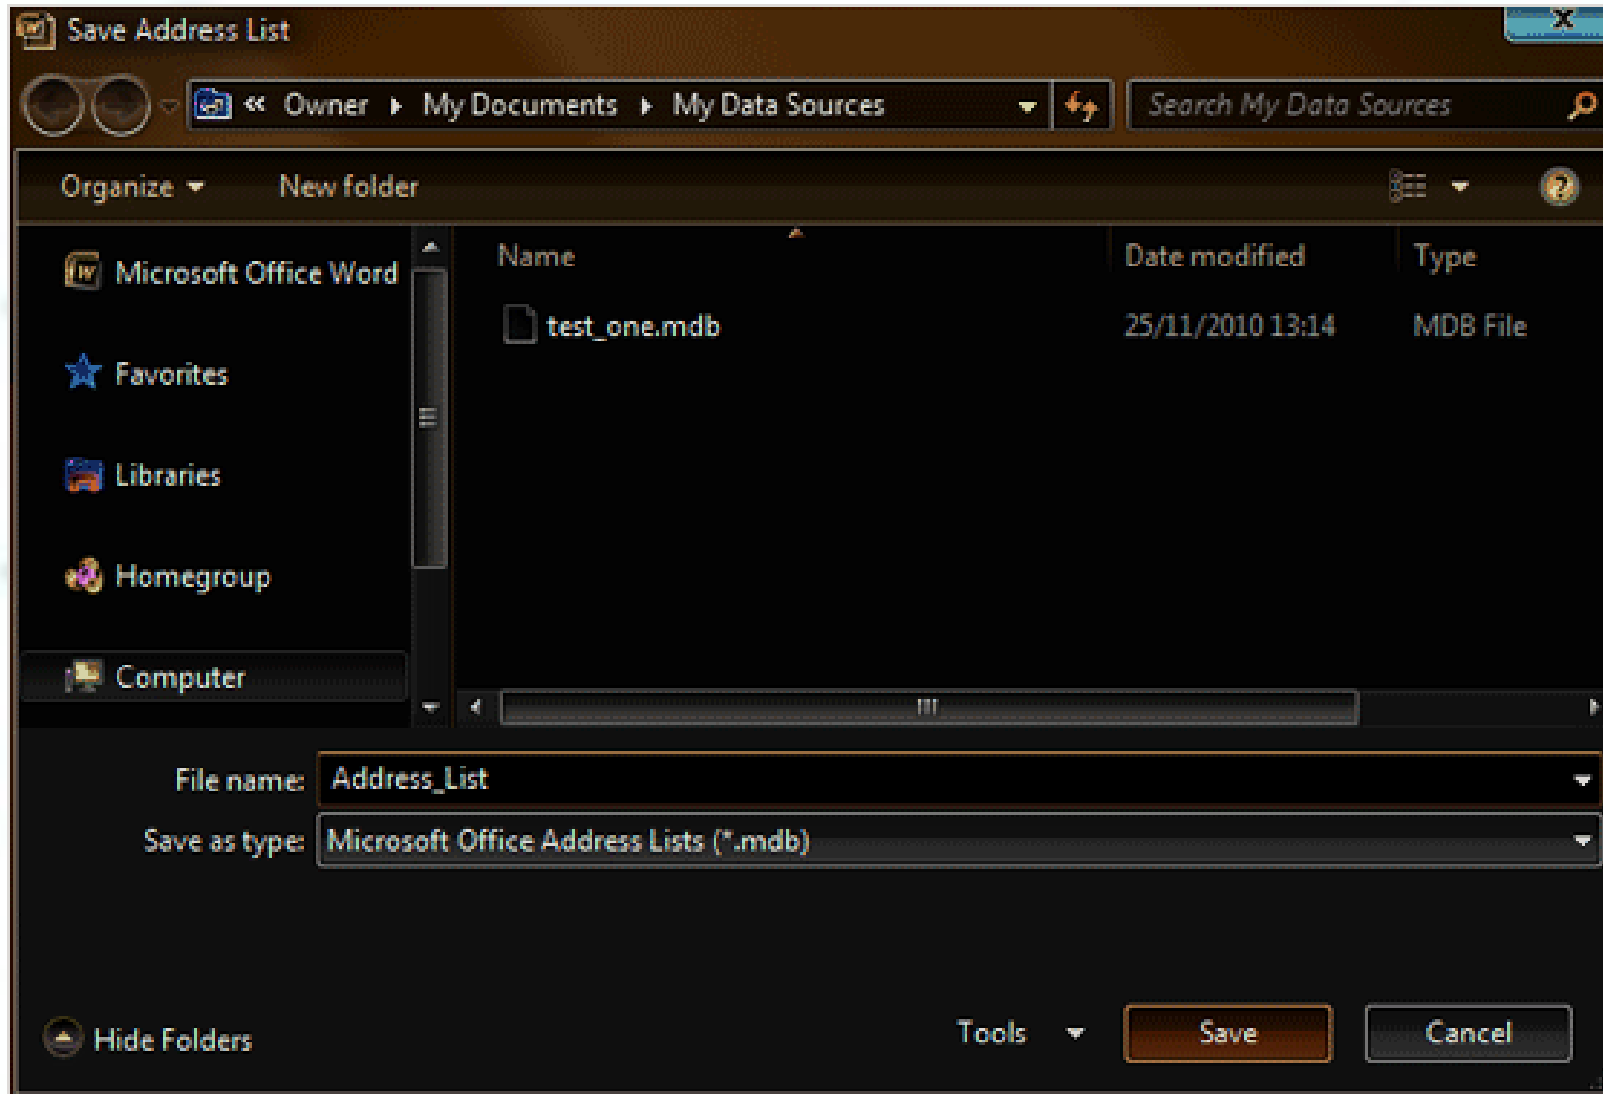 Save Address List
« Owner ▸ My Documents ▸ My Data Sources
Search My Data Sources
Organize
New folder
Name
Date modified
Type
Microsoft Office Word
test_one.mdb
25/11/2010 13:14
MDB File
Favorites
Libraries
Homegroup
Computer
File name: Address_List
Save as type: Microsoft Office Address Lists (*.mdb)
Hide Folders
Tools
Save
Cancel